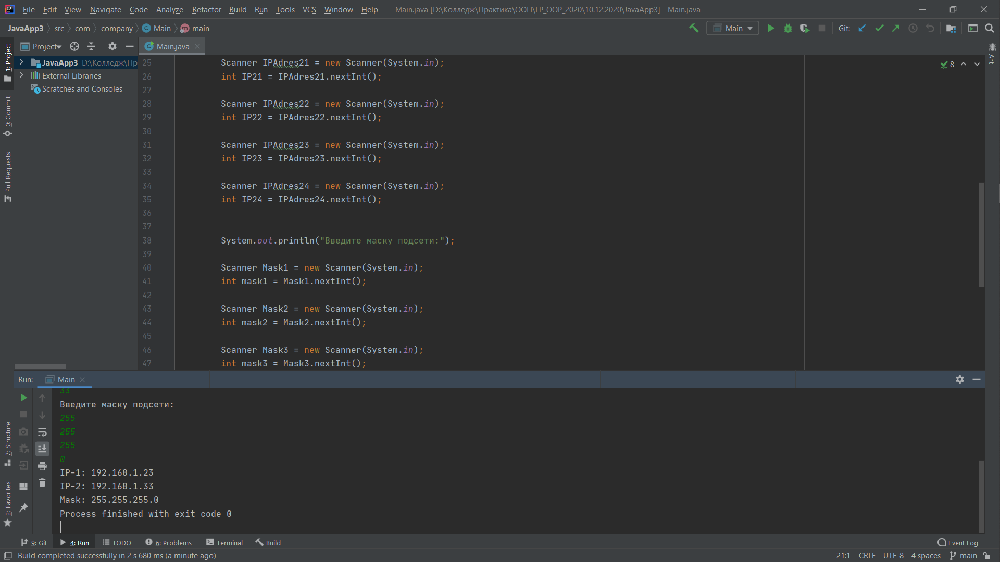 File Edit View Navigate Code Analyze Refactor Build Run Tools VCS Window Help Main.java [D:\Колледж\Практика\ООП\LP_OOP_2020\10.12.2020\JavaApp3] - Main.java
JavaApp3 src com company Main main
Main
Git:
Project
Main.java
1: Project
0: Commit
Pull Requests
7: Structure
2: Favorites
Ant
JavaApp3 D:\Колледж\Пр
External Libraries
Scratches and Consoles
8
25 Scanner IPAdres21 = new Scanner(System.in);
26 int IP21 = IPAdres21.nextInt();
27
28 Scanner IPAdres22 = new Scanner(System.in);
29 int IP22 = IPAdres22.nextInt();
30
31 Scanner IPAdres23 = new Scanner(System.in);
32 int IP23 = IPAdres23.nextInt();
33
34 Scanner IPAdres24 = new Scanner(System.in);
35 int IP24 = IPAdres24.nextInt();
36
37
38 System.out.println("Введите маску подсети:");
39
40 Scanner Mask1 = new Scanner(System.in);
41 int mask1 = Mask1.nextInt();
42
43 Scanner Mask2 = new Scanner(System.in);
44 int mask2 = Mask2.nextInt();
45
46 Scanner Mask3 = new Scanner(System.in);
47 int mask3 = Mask3.nextInt();
Run: Main
33
Введите маску подсети:
255
255
255
0
IP-1: 192.168.1.23
IP-2: 192.168.1.33
Mask: 255.255.255.0
Process finished with exit code 0
9: Git 4: Run TODO 6: Problems Terminal Build Event Log
Build completed successfully in 2 s 680 ms (a minute ago) 21:1 CRLF UTF-8 4 spaces main